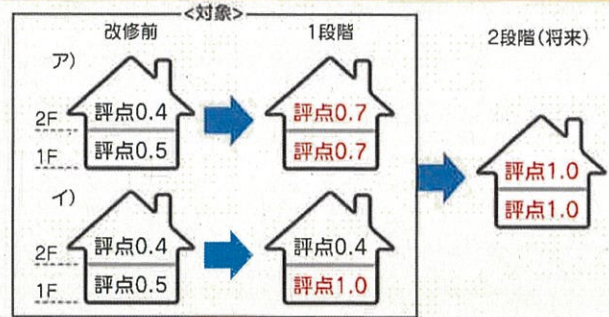 <対象>
改修前
1段階
2段階(将来)
ア)
2F
評点0.4
評点0.7
1F
評点0.5
評点0.7
評点1.0
評点1.0
イ)
2F
評点0.4
評点0.4
1F
評点0.5
評点1.0